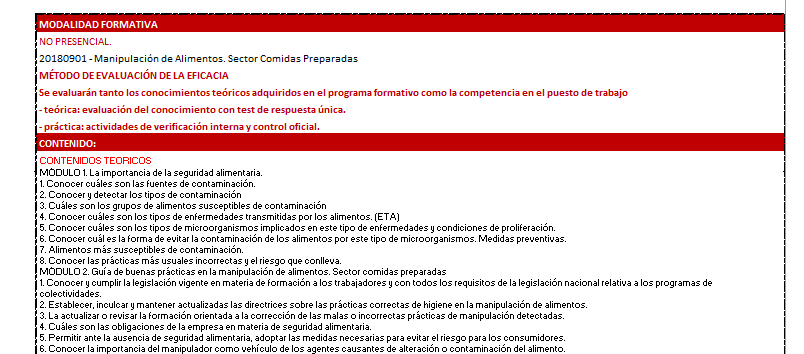 MODALIDAD FORMATIVA
NO PRESENCIAL.
20180901 - Manipulación de Alimentos. Sector Comidas Preparadas
MÉTODO DE EVALUACIÓN DE LA EFICACIA
Se evaluarán tanto los conocimientos teóricos adquiridos en el programa formativo como la competencia en el puesto de trabajo
- teórica: evaluación del conocimiento con test de respuesta única.
- práctica: actividades de verificación interna y control oficial.
CONTENIDO:
CONTENIDOS TEORICOS
MÓDULO 1. La importancia de la seguridad alimentaria.
1. Conocer cuáles son las fuentes de contaminación.
2. Conocer y detectar los tipos de contaminación
3. Cuáles son los grupos de alimentos susceptibles de contaminación
4. Conocer cuáles son los tipos de enfermedades transmitidas por los alimentos. (ETA)
5. Conocer cuáles son los tipos de microorganismos implicados en este tipo de enfermedades y condiciones de proliferación.
6. Conocer cuál es la forma de evitar la contaminación de los alimentos por este tipo de microorganismos. Medidas preventivas.
7. Alimentos más susceptibles de contaminación.
8. Conocer las prácticas más usuales incorrectas y el riesgo que conlleva.
MÓDULO 2. Guía de buenas prácticas en la manipulación de alimentos. Sector comidas preparadas
1. Conocer y cumplir la legislación vigente en materia de formación a los trabajadores y con todos los requisitos de la legislación nacional relativa a los programas de
colectividades.
2. Establecer, inculcar y mantener actualizadas las directrices sobre las prácticas correctas de higiene en la manipulación de alimentos.
3. La actualizar o revisar la formación orientada a la corrección de las malas o incorrectas prácticas de manipulación detectadas.
4. Cuáles son las obligaciones de la empresa en materia de seguridad alimentaria.
5. Permitir ante la ausencia de seguridad alimentaria, adoptar las medidas necesarias para evitar el riesgo para los consumidores.
6. Conocer la importancia del manipulador como vehículo de los agentes causantes de alteración o contaminación del alimento.